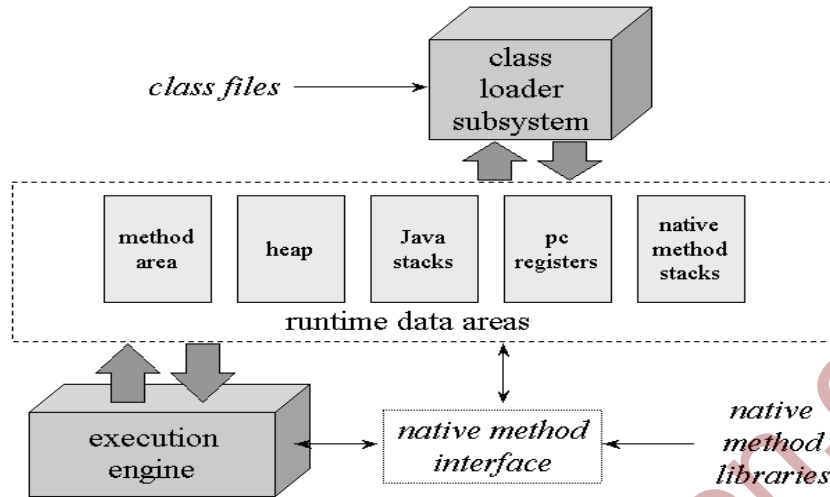 class
loader
subsystem
class files
method
area
heap
Java
stacks
pc
registers
native
method
stacks
runtime data areas
execution
engine
native method
interface
native
method
libraries